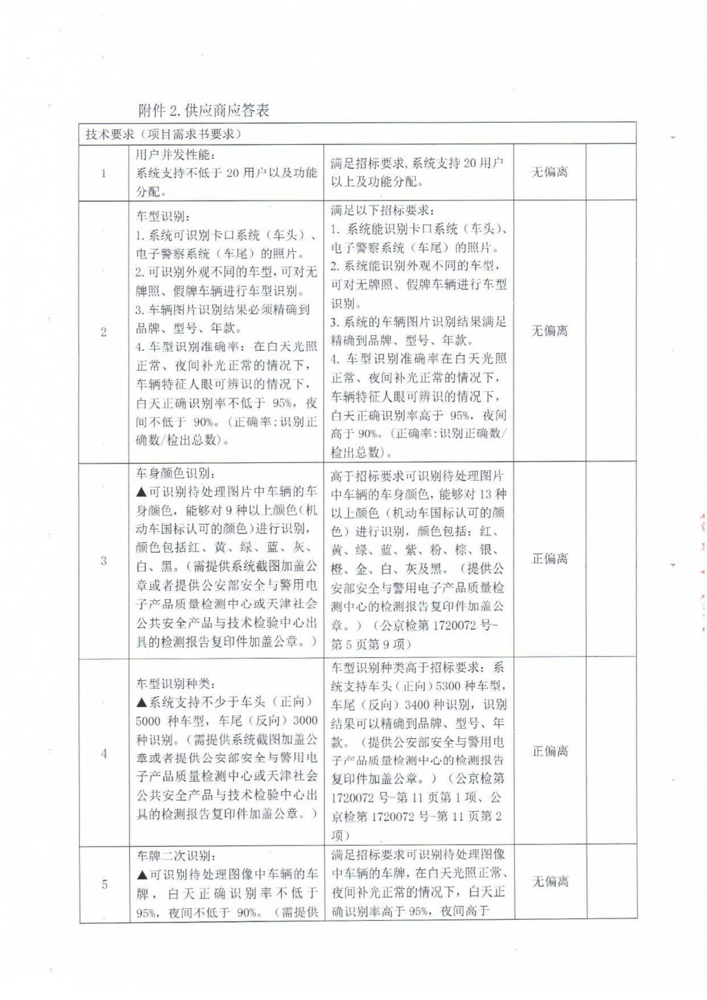 附件 2. 供应商应答表
技术要求（项目需求书要求）
1
用户并发性能：
系统支持不低于 20 用户以及功能
分配。
满足招标要求，系统支持 20 用户
以上及功能分配。
无偏离
2
车型识别：
1. 系统可识别卡口系统（车头）、
电子警察系统（车尾）的照片。
2. 可识别外观不同的车型，可对无
牌照、假牌车辆进行车型识别。
3. 车辆图片识别结果必须精确到
品牌、型号、年款。
4. 车型识别准确率：在白天光照
正常、夜间补光正常的情况下，
车辆特征人眼可辨识的情况下，
白天正确识别率不低于 95%，夜
间不低于 90%。（正确率：识别正
确数/检出总数）。
满足以下招标要求：
1. 系统能识别卡口系统（车头）、
电子警察系统（车尾）的照片。
2. 系统能识别外观不同的车型，
可对无牌照、假牌车辆进行车型
识别。
3. 系统的车辆图片识别结果满足
精确到品牌、型号、年款。
4. 车型识别准确率在白天光照
正常、夜间补光正常的情况下，
车辆特征人眼可辨识的情况下，
白天正确识别率高于 95%，夜间
高于 90%。（正确率：识别正确数/
检出总数）。
无偏离
3
车身颜色识别：
▲可识别待处理图片中车辆的车
身颜色，能够对 9 种以上颜色（机
动车国标认可的颜色）进行识别，
颜色包括红、黄、绿、蓝、灰、
白、黑。（需提供系统截图加盖公
章或者提供公安部安全与警用电
子产品质量检测中心或天津社会
公共安全产品与技术检验中心出
具的检测报告复印件加盖公章。）
高于招标要求可识别待处理图片
中车辆的车身颜色，能够对 13 种
以上颜色（机动车国标认可的颜
色）进行识别，颜色包括：红、
黄、绿、蓝、紫、粉、棕、银、
橙、金、白、灰及黑。（提供公
安部安全与警用电子产品质量检
测中心的检测报告复印件加盖公
章。）（公京检第 1720072 号-
第 5 页第 9 项）
正偏离
4
车型识别种类：
▲系统支持不少于车头（正向）
5000 种车型，车尾（反向）3000
种识别。（需提供系统截图加盖公
章或者提供公安部安全与警用电
子产品质量检测中心或天津社会
公共安全产品与技术检验中心出
具的检测报告复印件加盖公章。）
车型识别种类高于招标要求：系
统支持车头（正向）5300 种车型，
车尾（反向）3400 种识别，识别
结果可以精确到品牌、型号、年
款。（提供公安部安全与警用电
子产品质量检测中心的检测报告
复印件加盖公章。）（公京检第
1720072 号-第 11 页第 1 项、公
京检第 1720072 号-第 11 页第 2
项）
正偏离
5
车牌二次识别：
▲可识别待处理图像中车辆的车
牌，白天正确识别率不低于
95%，夜间不低于 90%。（需提供
满足招标要求可识别待处理图像
中车辆的车牌，在白天光照正常、
夜间补光正常的情况下，白天正
确识别率高于 95%，夜间高于
无偏离